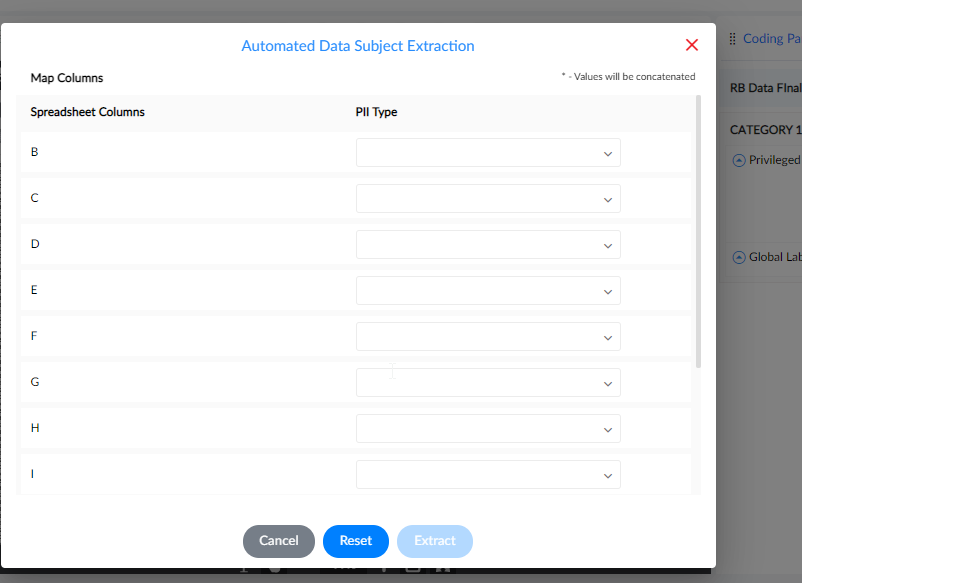 Automated Data Subject Extraction
Map Columns
* - Values will be concatenated
Spreadsheet Columns PII Type
B
C
D
E
F
G
H
I
Cancel Reset Extract
Coding Pa
RB Data FInal
CATEGORY 1
Privileged
Global Lab